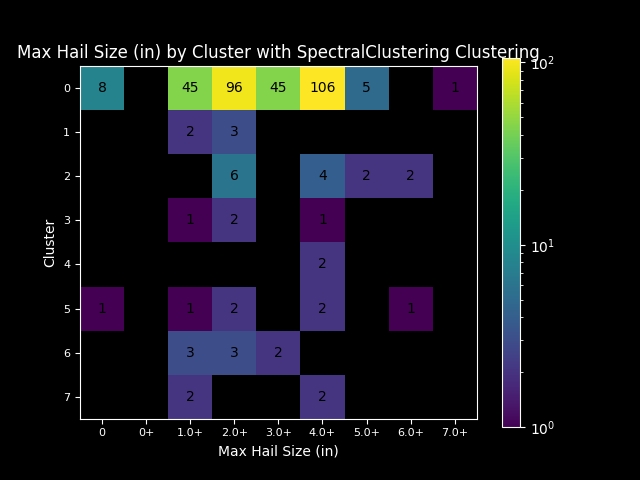 Max Hail Size (in) by Cluster with SpectralClustering Clustering
0 8 45 96 45 106 5 1
1 2 3
2 6 4 2 2
3 1 2 1
4 2
5 1 1 2 2 1
6 3 3 2
7 2 2
0 0+ 1.0+ 2.0+ 3.0+ 4.0+ 5.0+ 6.0+ 7.0+
Max Hail Size (in)
Cluster
10²
10¹
10⁰